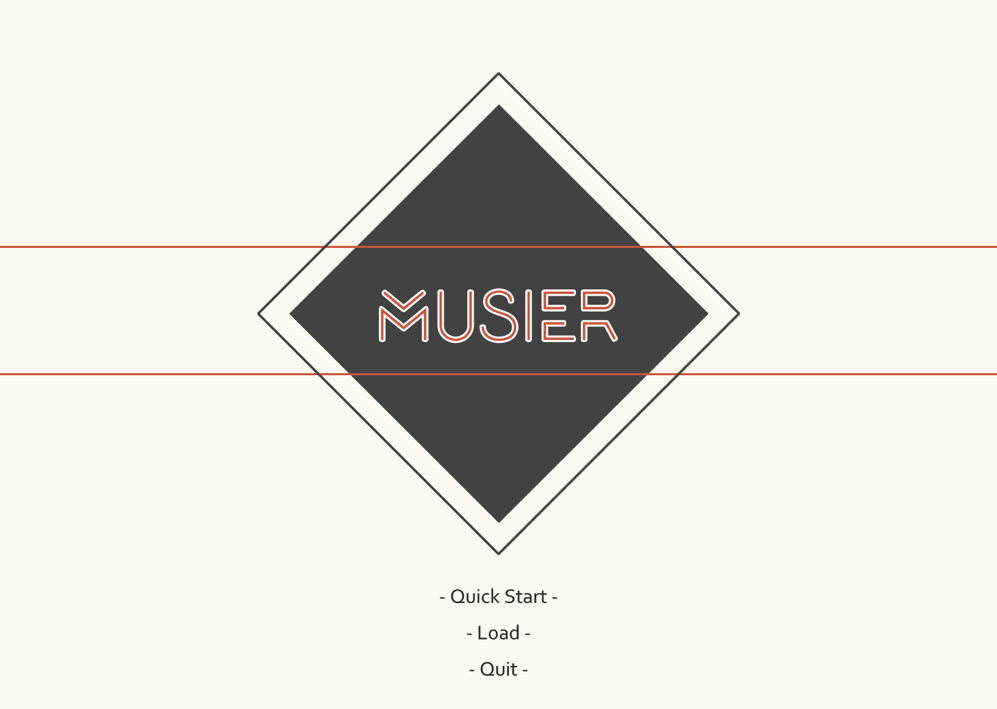 MUSIER
- Quick Start -
- Load -
- Quit -